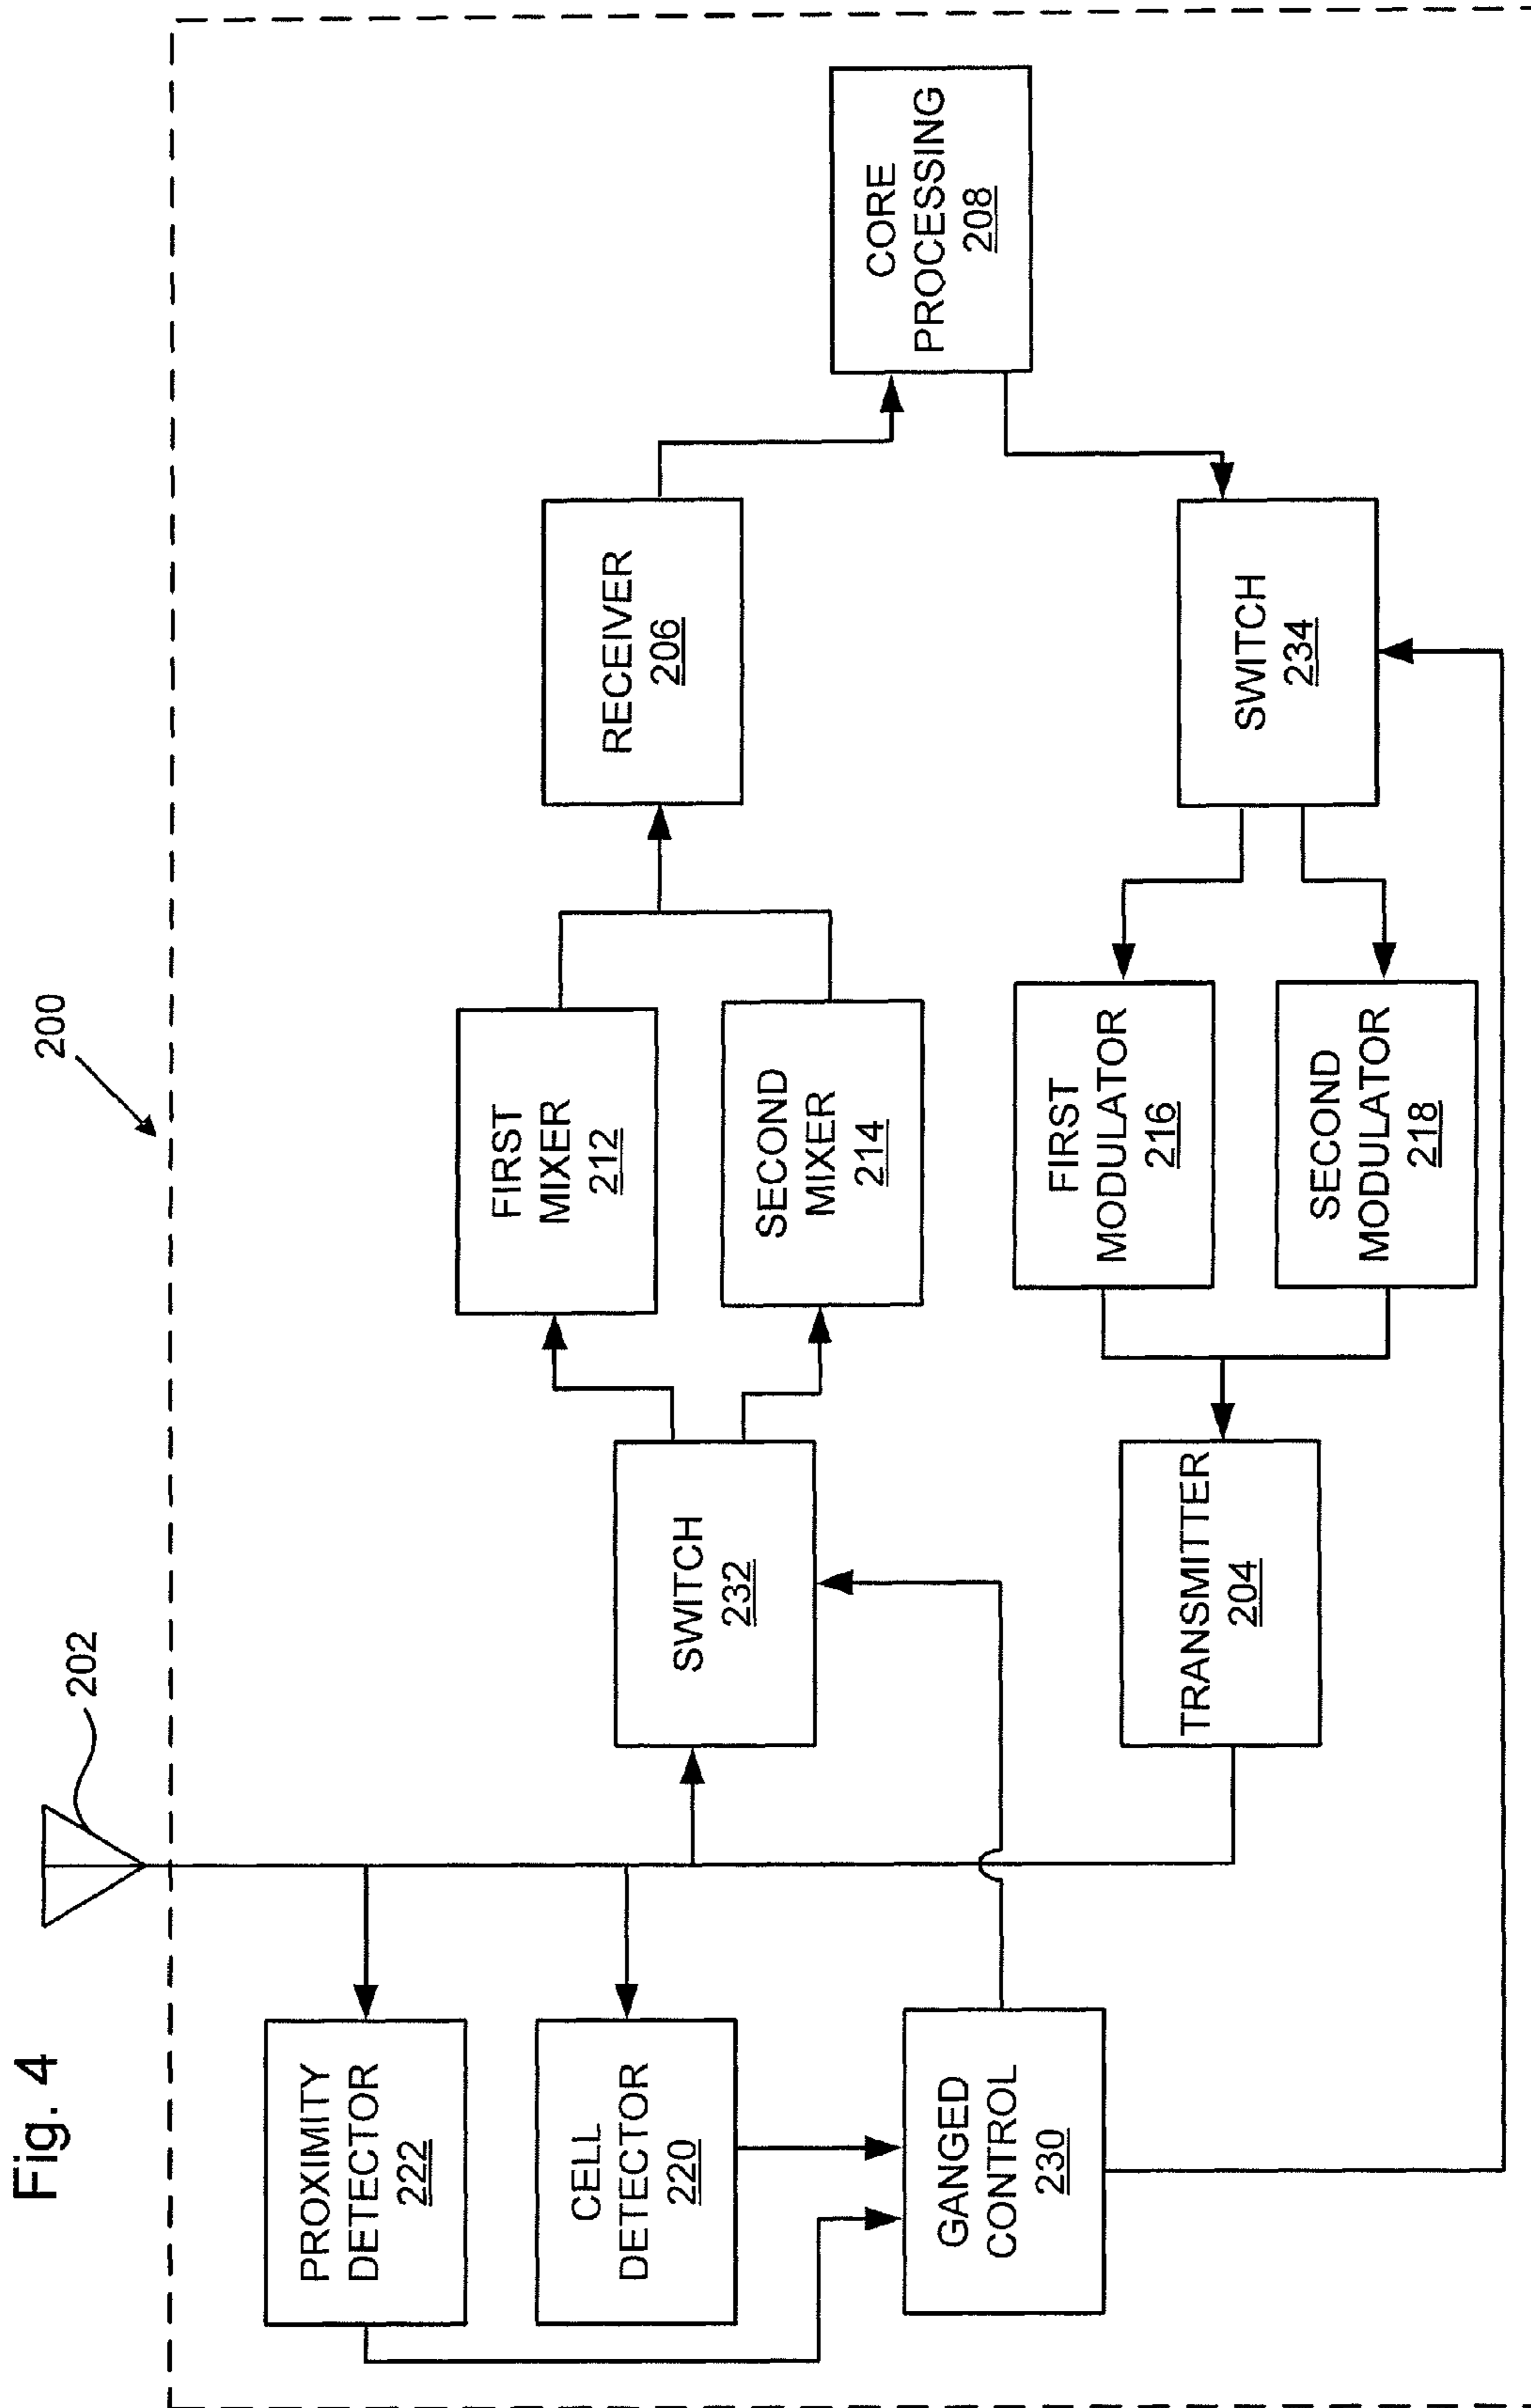 Fig. 4
200
202
PROXIMITY
DETECTOR
222
CELL
DETECTOR
220
GANGED
CONTROL
230
SWITCH
232
TRANSMITTER
204
FIRST
MIXER
212
SECOND
MIXER
214
FIRST
MODULATOR
216
SECOND
MODULATOR
218
RECEIVER
206
SWITCH
234
CORE
PROCESSING
208